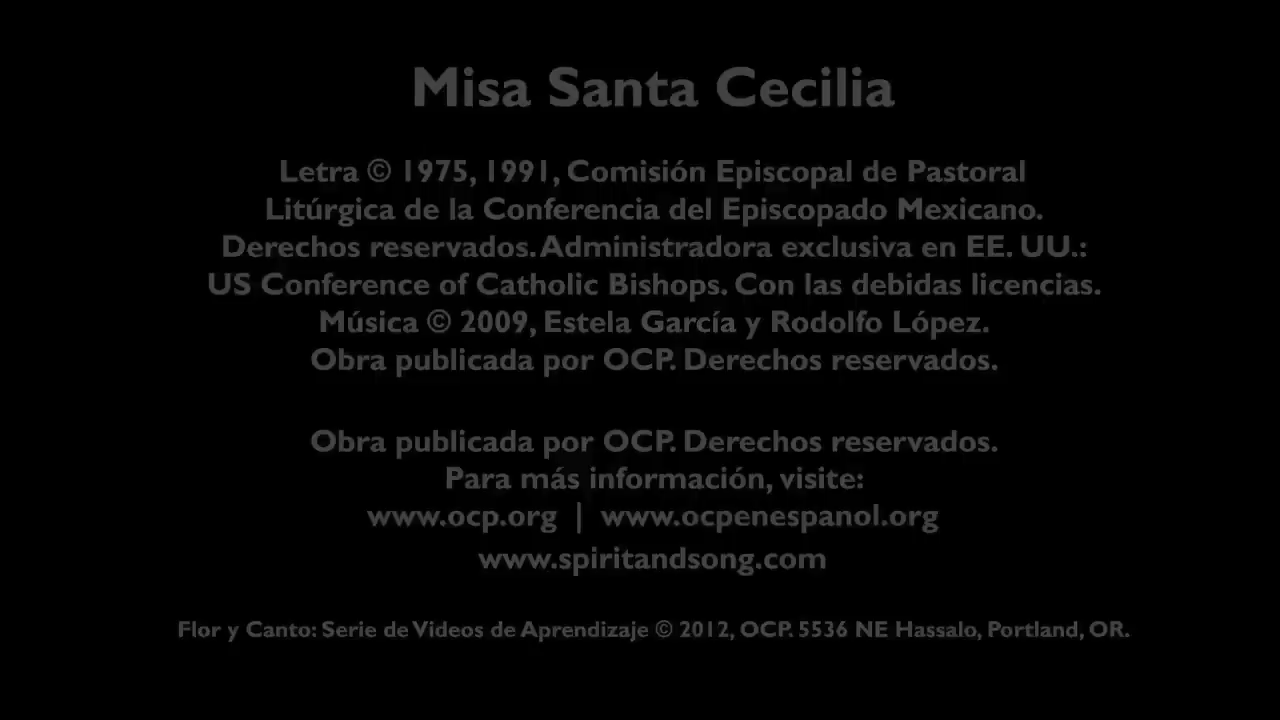 Misa Santa Cecilia
Letra © 1975, 1991, Comisión Episcopal de Pastoral
Litúrgica de la Conferencia del Episcopado Mexicano.
Derechos reservados. Administradora exclusiva en EE. UU.:
US Conference of Catholic Bishops. Con las debidas licencias.
Música © 2009, Estela García y Rodolfo López.
Obra publicada por OCP. Derechos reservados.
Obra publicada por OCP. Derechos reservados.
Para más información, visite:
www.ocp.org | www.ocpenespanol.org
www.spiritandsong.com
Flor y Canto: Serie de Videos de Aprendizaje © 2012, OCP. 5536 NE Hassalo, Portland, OR.